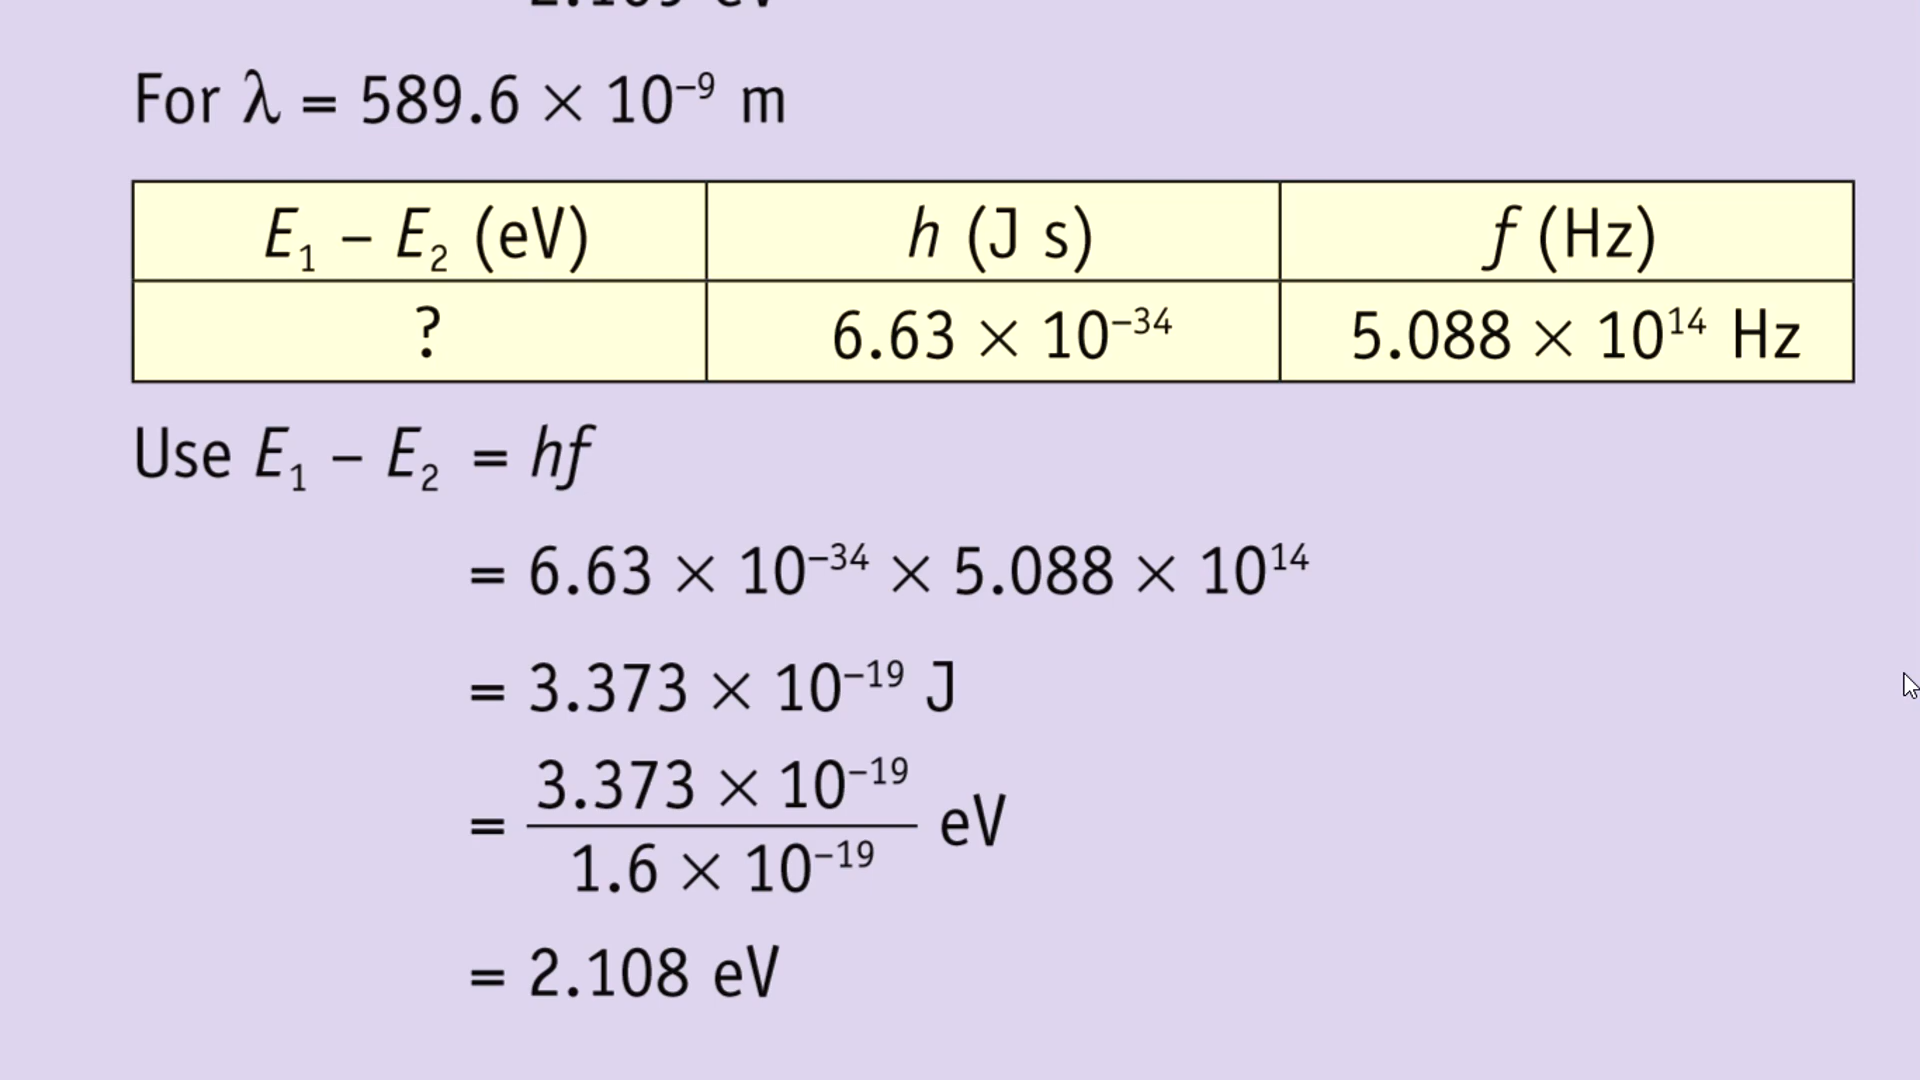 For λ = 589.6 × 10⁻⁹ m
E₁ – E₂ (eV) h (J s) f (Hz)
? 6.63 × 10⁻³⁴ 5.088 × 10¹⁴ Hz
Use E₁ – E₂ = hf
= 6.63 × 10⁻³⁴ × 5.088 × 10¹⁴
= 3.373 × 10⁻¹⁹ J
= 3.373 × 10⁻¹⁹ / 1.6 × 10⁻¹⁹ eV
= 2.108 eV